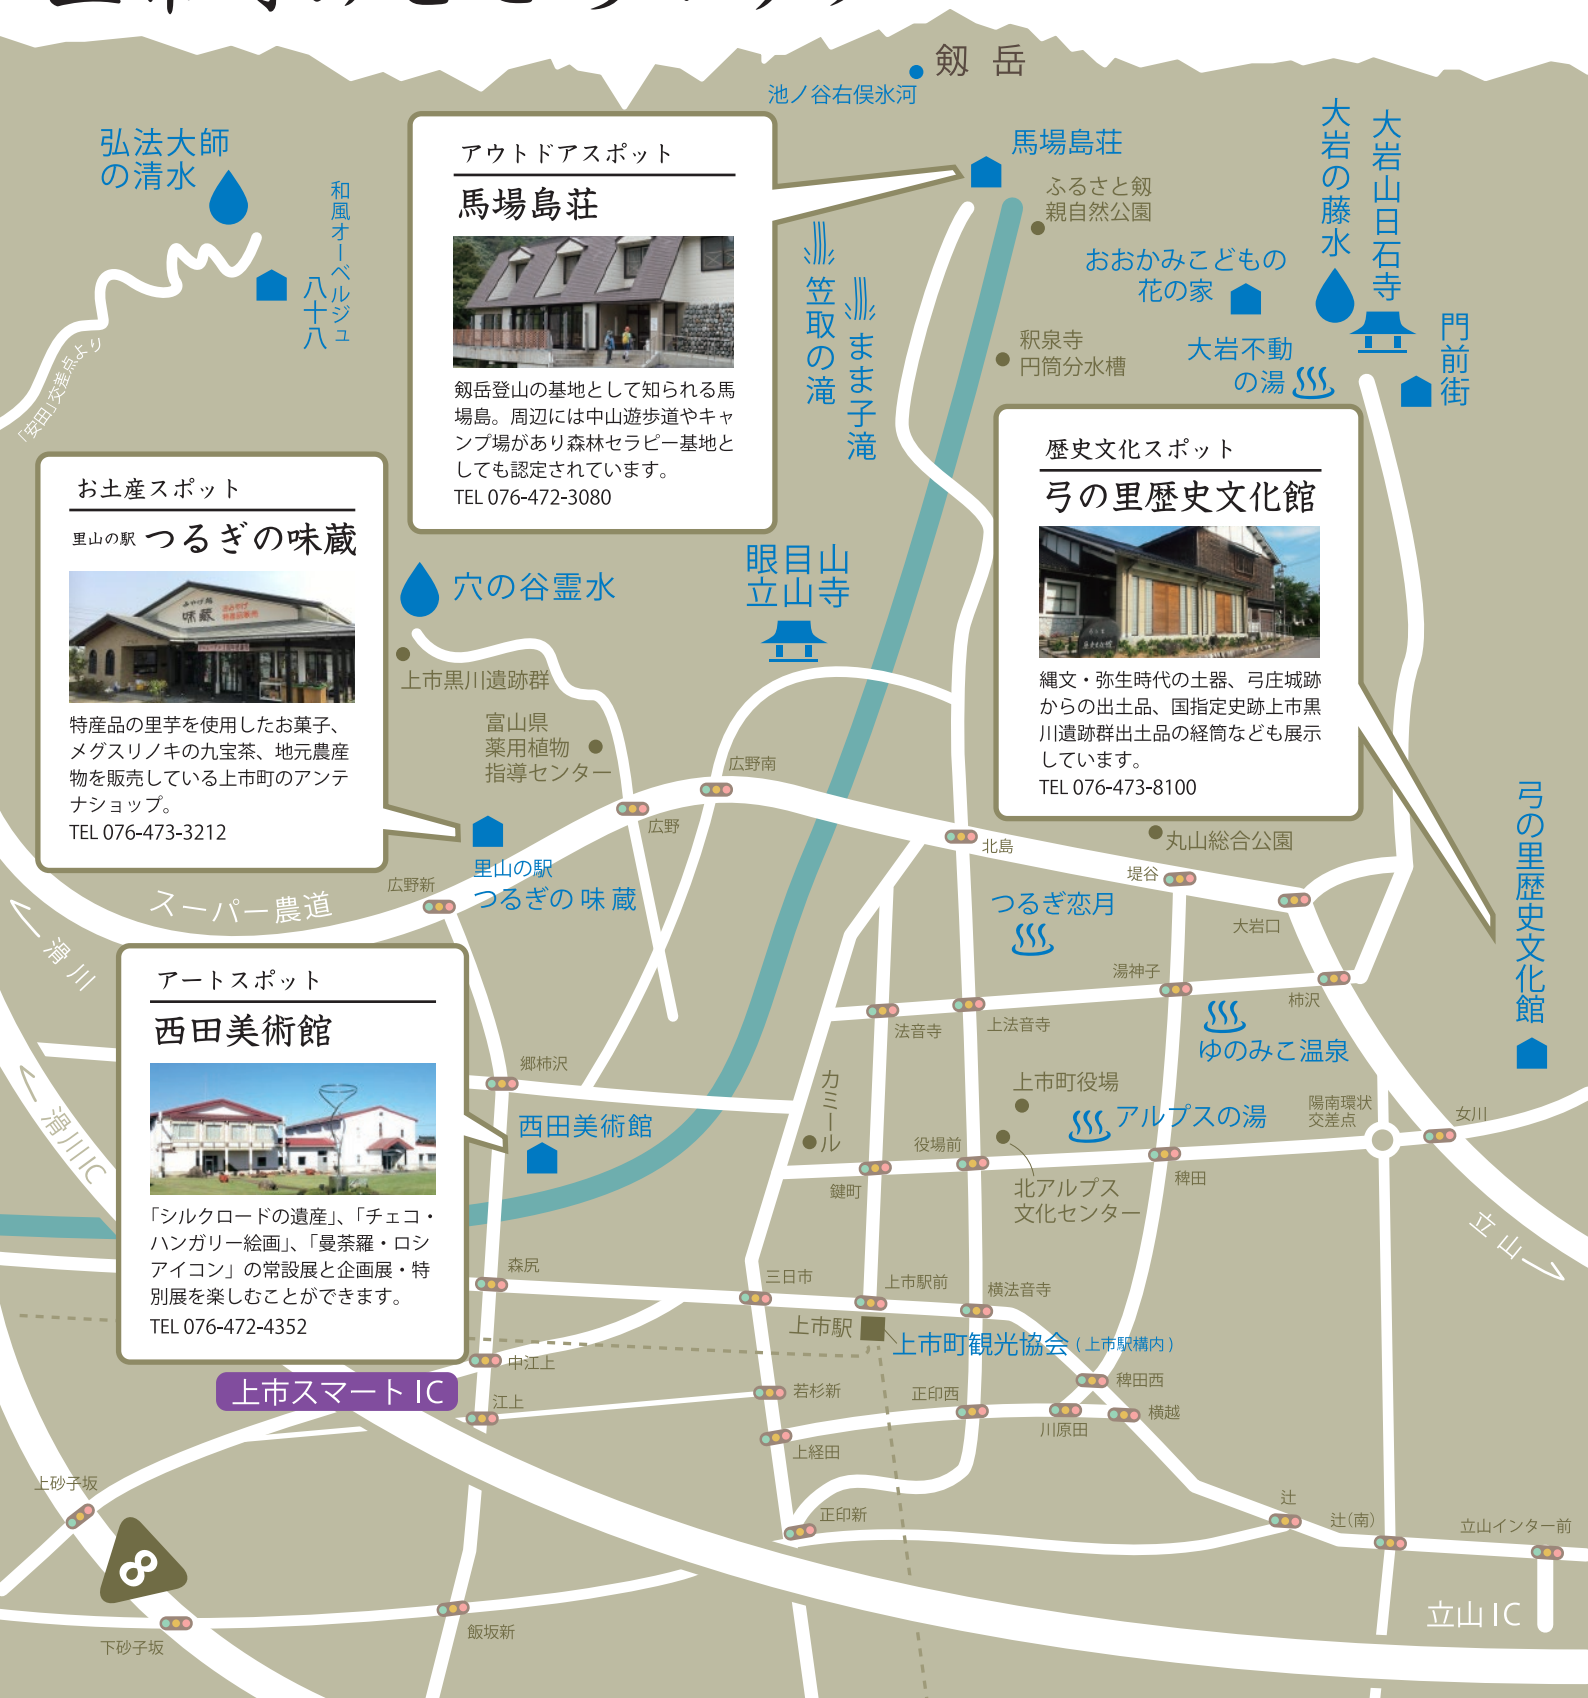 剱 岳
池ノ谷右俣氷河
弘法大師
の清水
和風オーベルジュ
八十八
「安田」交差点より
アウトドアスポット
馬場島荘
剱岳登山の基地として知られる馬
場島。周辺には中山遊歩道やキャ
ンプ場があり森林セラピー基地と
しても認定されています。
TEL 076-472-3080
馬場島荘
ふるさと剱
親自然公園
大岩の藤水
大岩山日石寺
おおかみこどもの
花の家
笠取の滝
まま子滝
釈泉寺
円筒分水槽
大岩不動
の湯
門前街
お土産スポット
里山の駅 つるぎの味蔵
味蔵
特産品の里芋を使用したお菓子、
メグスリノキの九宝茶、地元農産
物を販売している上市町のアンテ
ナショップ。
TEL 076-473-3212
歴史文化スポット
弓の里歴史文化館
縄文・弥生時代の土器、弓庄城跡
からの出土品、国指定史跡上市黒
川遺跡群出土品の経筒なども展示
しています。
TEL 076-473-8100
穴の谷霊水
眼目山
立山寺
上市黒川遺跡群
富山県
薬用植物
指導センター
広野南
広野
里山の駅
つるぎの味蔵
広野新
スーパー農道
滑川
北島
丸山総合公園
堤谷
大岩口
弓の里歴史文化館
つるぎ恋月
湯神子
柿沢
法音寺
上法音寺
ゆのみこ温泉
アートスポット
西田美術館
「シルクロードの遺産」、「チェコ・
ハンガリー絵画」、「曼荼羅・ロシ
アイコン」の常設展と企画展・特
別展を楽しむことができます。
TEL 076-472-4352
滑川IC
郷柿沢
西田美術館
カミール
上市町役場
アルプスの湯
陽南環状
交差点
女川
役場前
鍵町
稗田
北アルプス
文化センター
立山
森尻
三日市
上市駅前
横法音寺
上市駅
上市町観光協会（上市駅構内）
中江上
上市スマートIC
江上
若杉新
正印西
稗田西
横越
川原田
上経田
上砂子坂
正印新
辻
辻(南)
立山インター前
8
下砂子坂
飯坂新
立山 IC